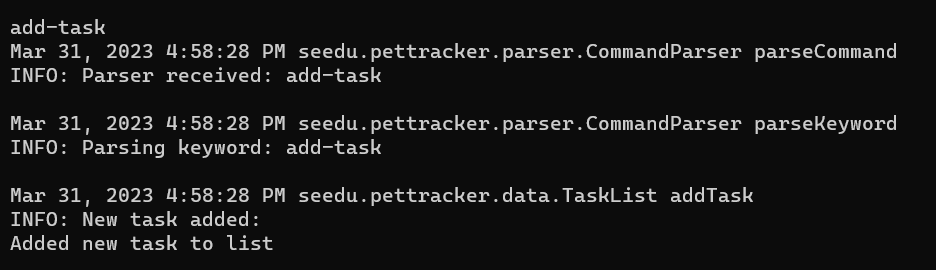 add-task
Mar 31, 2023 4:58:28 PM seedu.pettracker.parser.CommandParser parseCommand
INFO: Parser received: add-task
Mar 31, 2023 4:58:28 PM seedu.pettracker.parser.CommandParser parseKeyword
INFO: Parsing keyword: add-task
Mar 31, 2023 4:58:28 PM seedu.pettracker.data.TaskList addTask
INFO: New task added:
Added new task to list